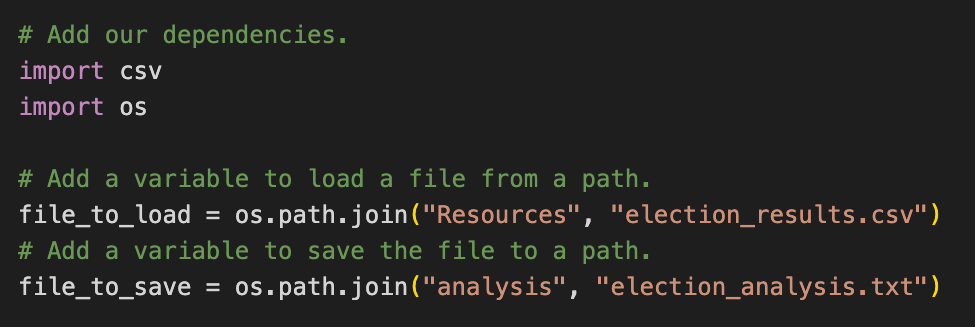 # Add our dependencies.
import csv
import os
# Add a variable to load a file from a path.
file_to_load = os.path.join("Resources", "election_results.csv")
# Add a variable to save the file to a path.
file_to_save = os.path.join("analysis", "election_analysis.txt")